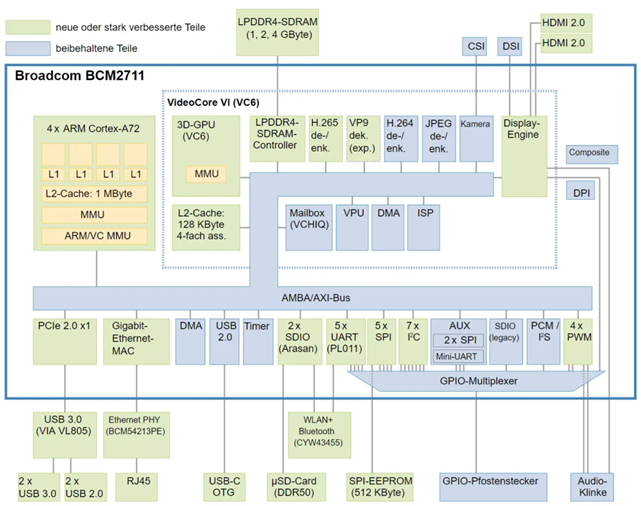 neue oder stark verbesserte Teile
beibehaltene Teile
LPDDR4-SDRAM
(1, 2, 4 GByte)
CSI
DSI
HDMI 2.0
HDMI 2.0
Broadcom BCM2711
VideoCore VI (VC6)
4 x ARM Cortex-A72
L1
L1
L1
L1
L2-Cache: 1 MByte
MMU
ARM/VC MMU
3D-GPU
(VC6)
MMU
LPDDR4-
SDRAM-
Controller
H.265
de-/
enk.
VP9
dek.
(exp.)
H.264
de-/
enk.
JPEG
de-/
enk.
Kamera
Display-
Engine
Composite
DPI
L2-Cache:
128 KByte
4-fach ass.
Mailbox
(VCHIQ)
VPU
DMA
ISP
AMBA/AXI-Bus
PCIe 2.0 x1
Gigabit-
Ethernet-
MAC
DMA
USB
2.0
Timer
2 x
SDIO
(Arasan)
5 x
UART
(PL011)
5 x
SPI
7 x
I²C
AUX
2 x SPI
Mini-UART
SDIO
(legacy)
PCM /
I²S
4 x
PWM
GPIO-Multiplexer
USB 3.0
(VIA VL805)
Ethernet PHY
(BCM54213PE)
WLAN+
Bluetooth
(CYW43455)
2 x
USB 3.0
2 x
USB 2.0
RJ45
USB-C
OTG
µSD-Card
(DDR50)
SPI-EEPROM
(512 KByte)
GPIO-Pfostenstecker
Audio-
Klinke